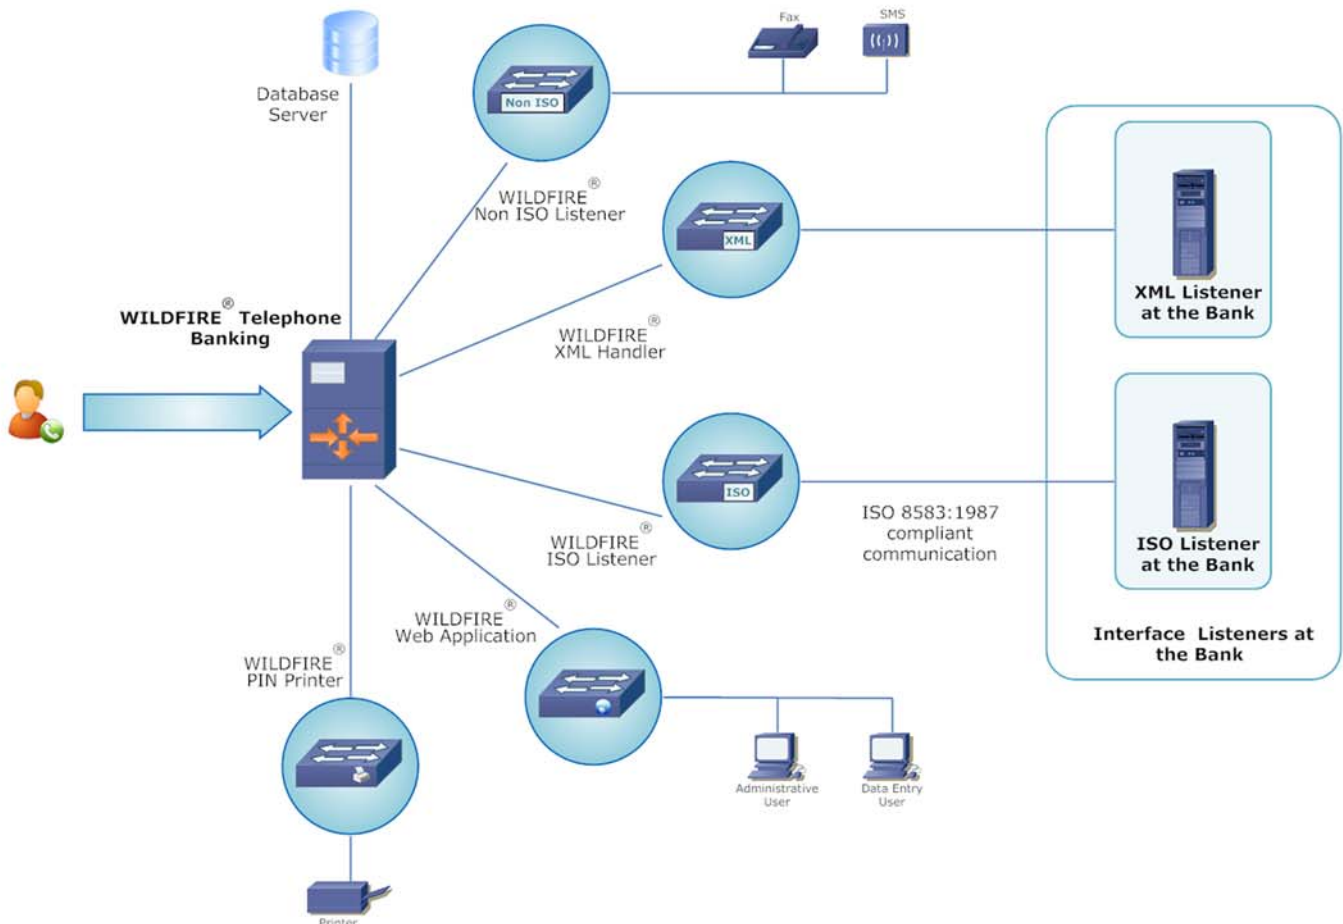 Fax
SMS
Database
Server
Non ISO
WILDFIRE®
Non ISO Listener
XML
XML Listener
at the Bank
WILDFIRE® Telephone
Banking
WILDFIRE®
XML Handler
ISO
ISO 8583:1987
compliant
communication
WILDFIRE®
ISO Listener
ISO Listener
at the Bank
WILDFIRE®
Web Application
Interface Listeners at
the Bank
WILDFIRE®
PIN Printer
Administrative
User
Data Entry
User
Printer